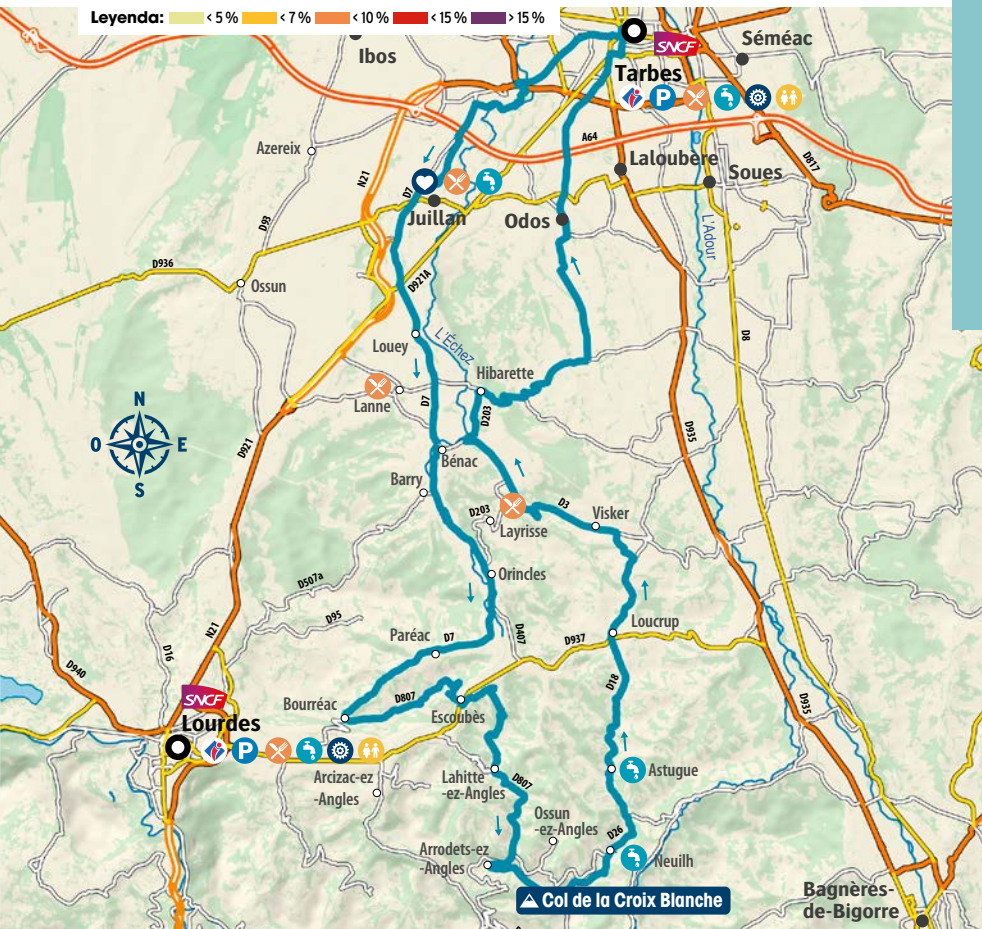 Leyenda: < 5 % < 7 % < 10 % < 15 % > 15 %
Ibos
SNCF
Séméac
Tarbes
P
Azereix
A64
D817
Laloubère
Soues
N21
D7
Juillan
Odos
L'Adour
D93
D936
D921A
Ossun
Louey
L'Échez
D8
Hibarette
Lanne
D7
D203
N
O E
S
D921
D935
Bénac
Barry
D203
D3
Visker
Layrisse
Orincles
D507a
D95
N21
D16
Paréac
D7
D407
D937
Loucrup
D940
D18
SNCF
Bourréac
D807
Escoubès
D935
Lourdes
P
Arcizac-ez
-Angles
Lahitte
-ez-Angles
D807
Astugue
Ossun
-ez-Angles
D26
Arrodets-ez
-Angles
Neuilh
Col de la Croix Blanche
Bagnères-
de-Bigorre